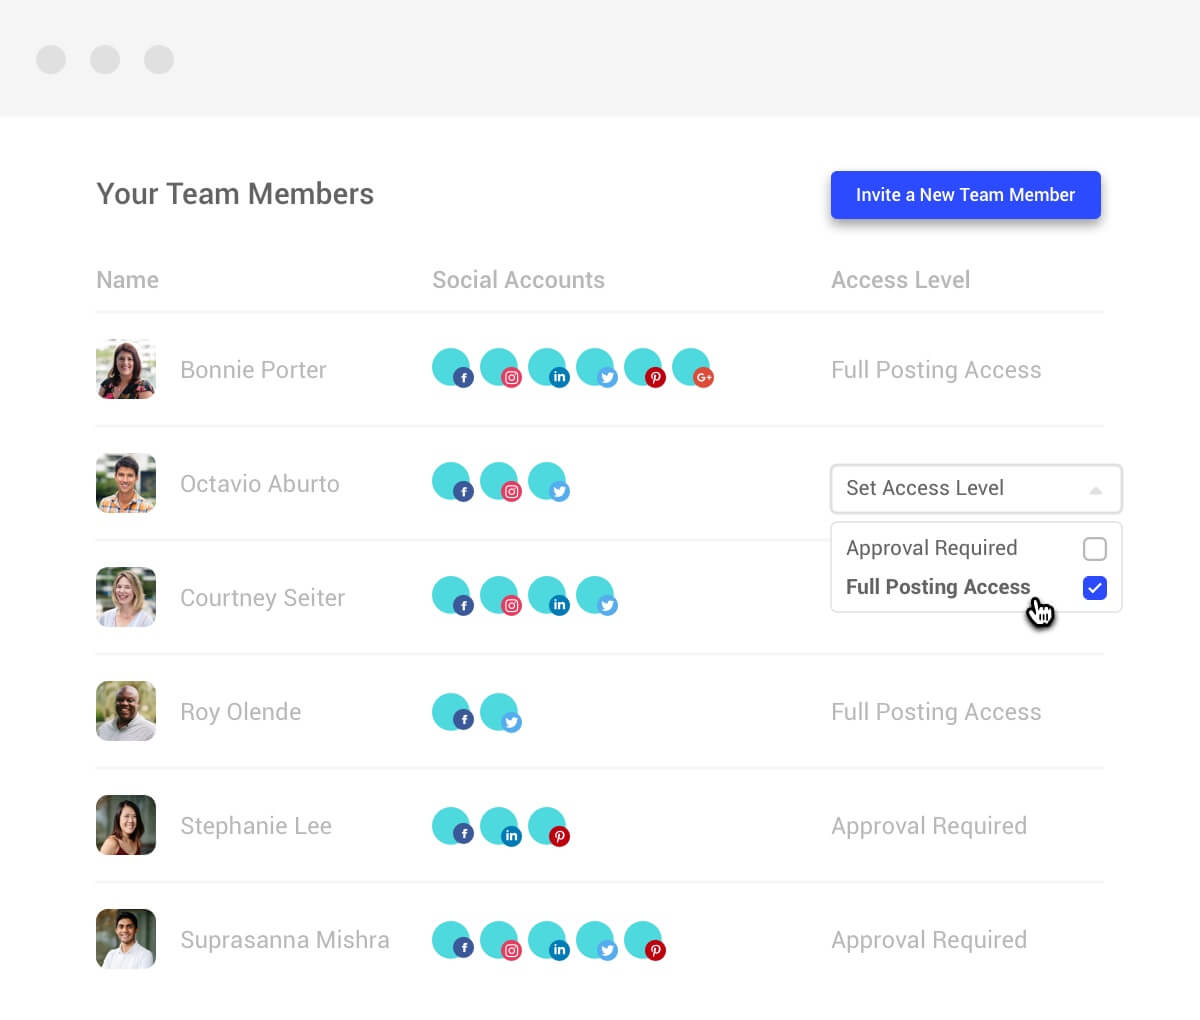 Your Team Members
Invite a New Team Member
Name
Social Accounts
Access Level
Bonnie Porter
f
in
G+
Full Posting Access
Octavio Aburto
f
Set Access Level
Approval Required
Full Posting Access
Courtney Seiter
f
in
Roy Olende
f
Full Posting Access
Stephanie Lee
f
in
Approval Required
Suprasanna Mishra
f
in
Approval Required